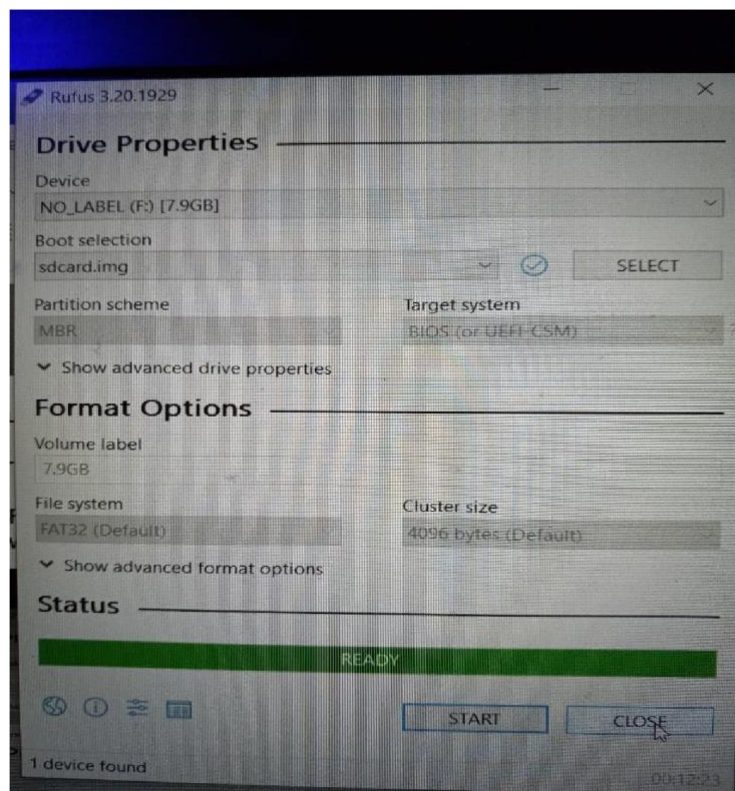 Rufus 3.20.1929
Drive Properties
Device
NO_LABEL (F:) [7.9GB]
Boot selection
sdcard.img
SELECT
Partition scheme
Target system
MBR
BIOS (or UEFI-CSM)
Show advanced drive properties
Format Options
Volume label
7.9GB
File system
Cluster size
FAT32 (Default)
4096 bytes (Default)
Show advanced format options
Status
READY
START
CLOSE
1 device found
00:12:23